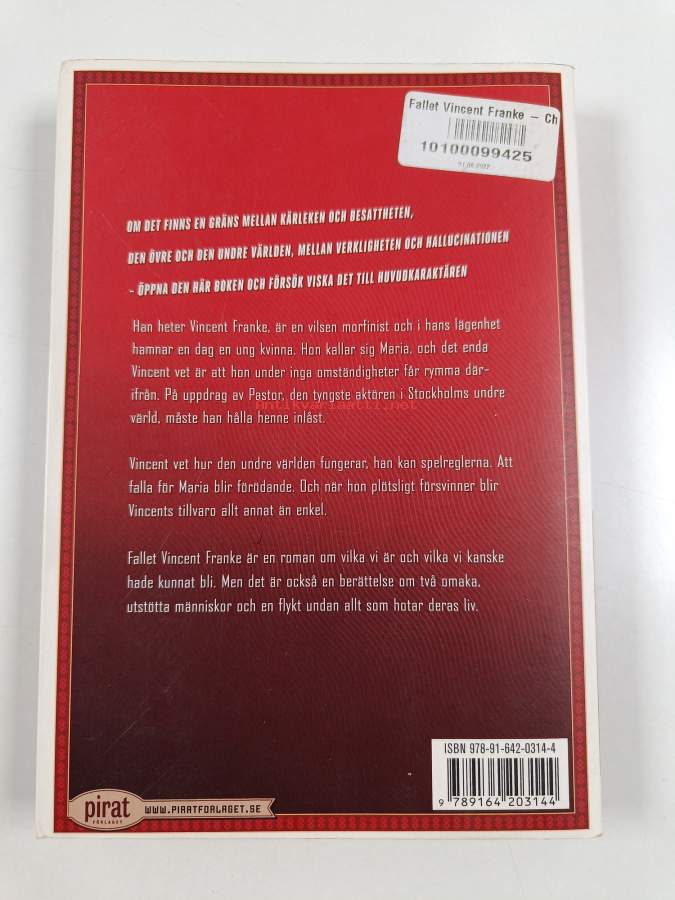 Fallet Vincent Franke – Ch
10100099425
OM DET FINNS EN GRÄNS MELLAN KÄRLEKEN OCH BESATTHETEN,
DEN ÖVRE OCH DEN UNDRE VÄRLDEN, MELLAN VERKLIGHETEN OCH HALLUCINATIONEN
– ÖPPNA DEN HÄR BOKEN OCH FÖRSÖK VISKA DET TILL HUVUDKARAKTÄREN
Han heter Vincent Franke, är en vilsen morfinist och i hans lägenhet
hamnar en dag en ung kvinna. Hon kallar sig Maria, och det enda
Vincent vet är att hon under inga omständigheter får rymma där-
ifrån. På uppdrag av Pastor, den tyngste aktören i Stockholms undre
antikvariaatti.net
värld, måste han hålla henne inlåst.
Vincent vet hur den undre världen fungerar, han kan spelreglerna. Att
falla för Maria blir förödande. Och när hon plötsligt försvinner blir
Vincents tillvaro allt annat än enkel.
Fallet Vincent Franke är en roman om vilka vi är och vilka vi kanske
hade kunnat bli. Men det är också en berättelse om två omaka,
utstötta människor och en flykt undan allt som hotar deras liv.
ISBN 978-91-642-0314-4
9 789164 203144
pirat
FÖRLAGET
WWW.PIRATFORLAGET.SE